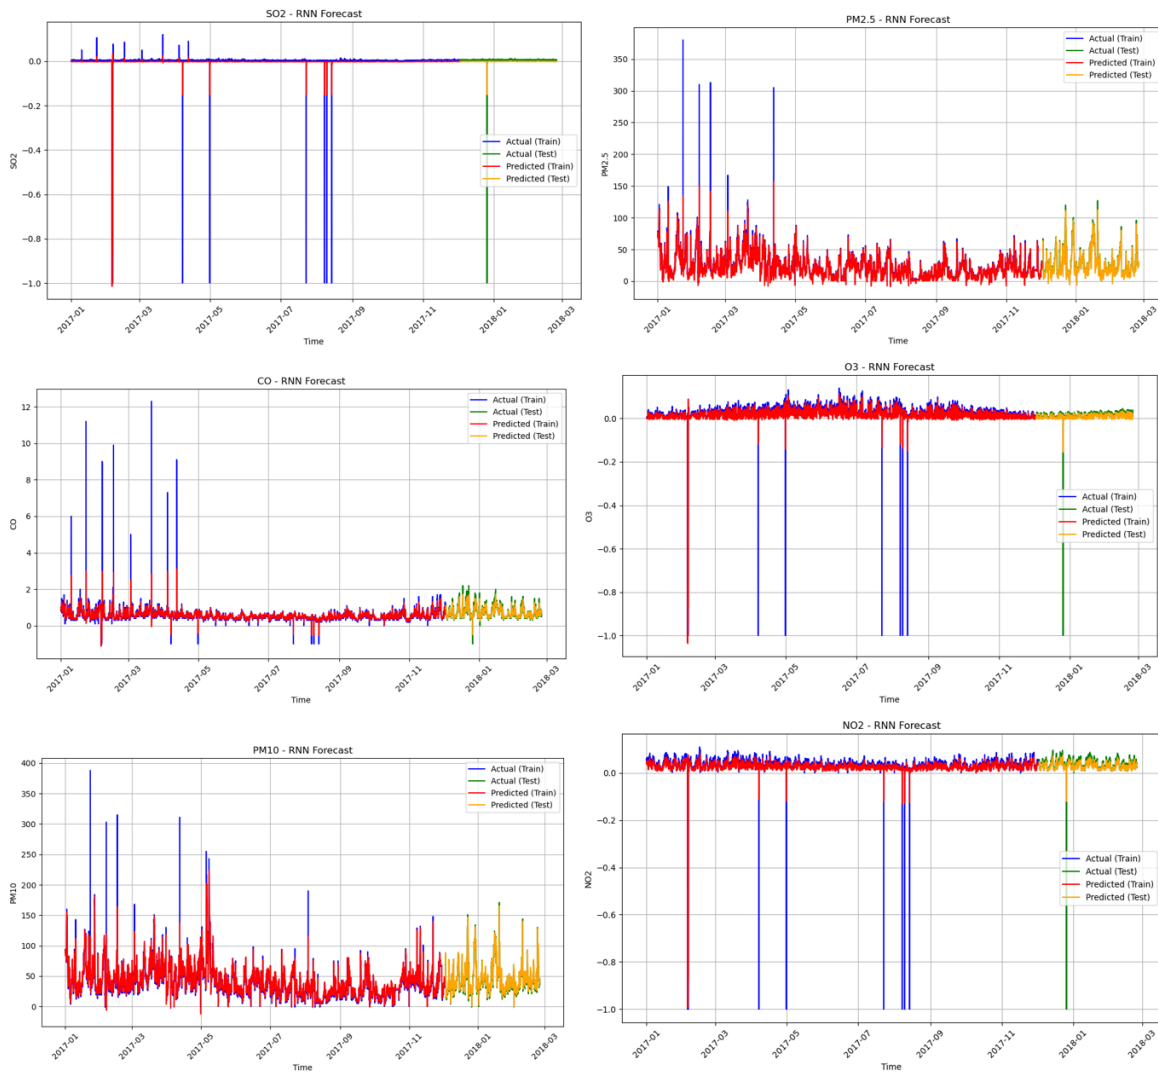 SO2 - RNN Forecast
SO2
0.0
−0.2
−0.4
−0.6
−0.8
−1.0
Actual (Train)
Actual (Test)
Predicted (Train)
Predicted (Test)
2017-01
2017-03
2017-05
2017-07
2017-09
2017-11
2018-01
2018-03
Time
PM2.5 - RNN Forecast
PM2.5
350
300
250
200
150
100
50
0
Actual (Train)
Actual (Test)
Predicted (Train)
Predicted (Test)
2017-01
2017-03
2017-05
2017-07
2017-09
2017-11
2018-01
2018-03
Time
CO - RNN Forecast
CO
12
10
8
6
4
2
0
Actual (Train)
Actual (Test)
Predicted (Train)
Predicted (Test)
2017-01
2017-03
2017-05
2017-07
2017-09
2017-11
2018-01
2018-03
Time
O3 - RNN Forecast
O3
0.0
−0.2
−0.4
−0.6
−0.8
−1.0
Actual (Train)
Actual (Test)
Predicted (Train)
Predicted (Test)
2017-01
2017-03
2017-05
2017-07
2017-09
2017-11
2018-01
2018-03
Time
PM10 - RNN Forecast
PM10
400
350
300
250
200
150
100
50
0
Actual (Train)
Actual (Test)
Predicted (Train)
Predicted (Test)
2017-01
2017-03
2017-05
2017-07
2017-09
2017-11
2018-01
2018-03
Time
NO2 - RNN Forecast
NO2
0.0
−0.2
−0.4
−0.6
−0.8
−1.0
Actual (Train)
Actual (Test)
Predicted (Train)
Predicted (Test)
2017-01
2017-03
2017-05
2017-07
2017-09
2017-11
2018-01
2018-03
Time